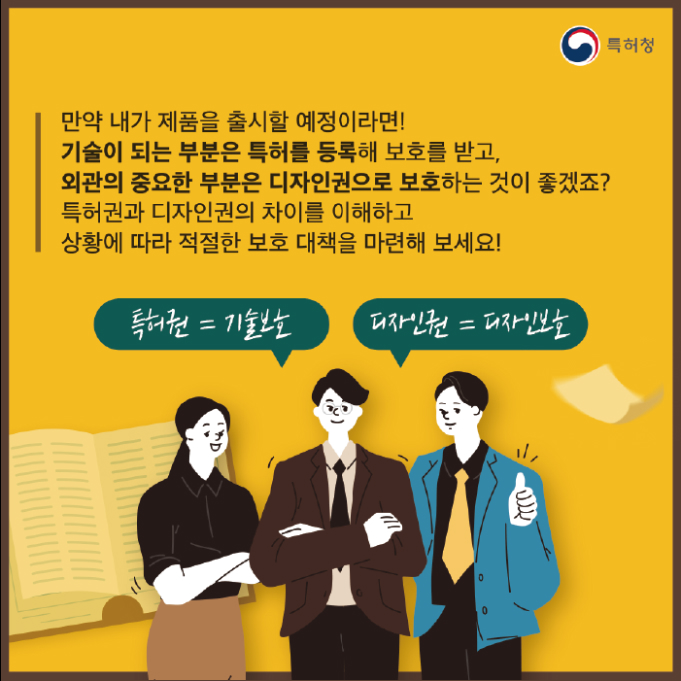 특허청
만약 내가 제품을 출시할 예정이라면!
기술이 되는 부분은 특허를 등록해 보호를 받고,
외관의 중요한 부분은 디자인권으로 보호하는 것이 좋겠죠?
특허권과 디자인권의 차이를 이해하고
상황에 따라 적절한 보호 대책을 마련해 보세요!
특허권 = 기술보호
디자인권 = 디자인보호